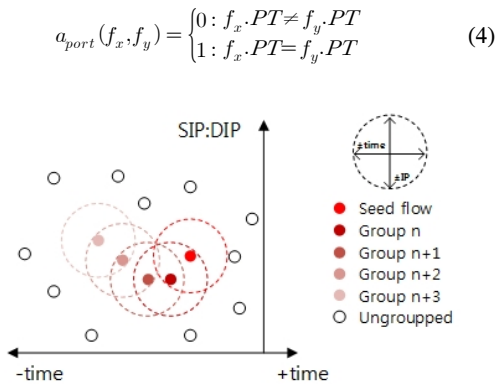 a_port(f_x,f_y)={0 : f_x.PT≠f_y.PT
1 : f_x.PT=f_y.PT (4)
SIP:DIP
±time
±IP
Seed flow
Group n
Group n+1
Group n+2
Group n+3
Ungroupped
-time
+time